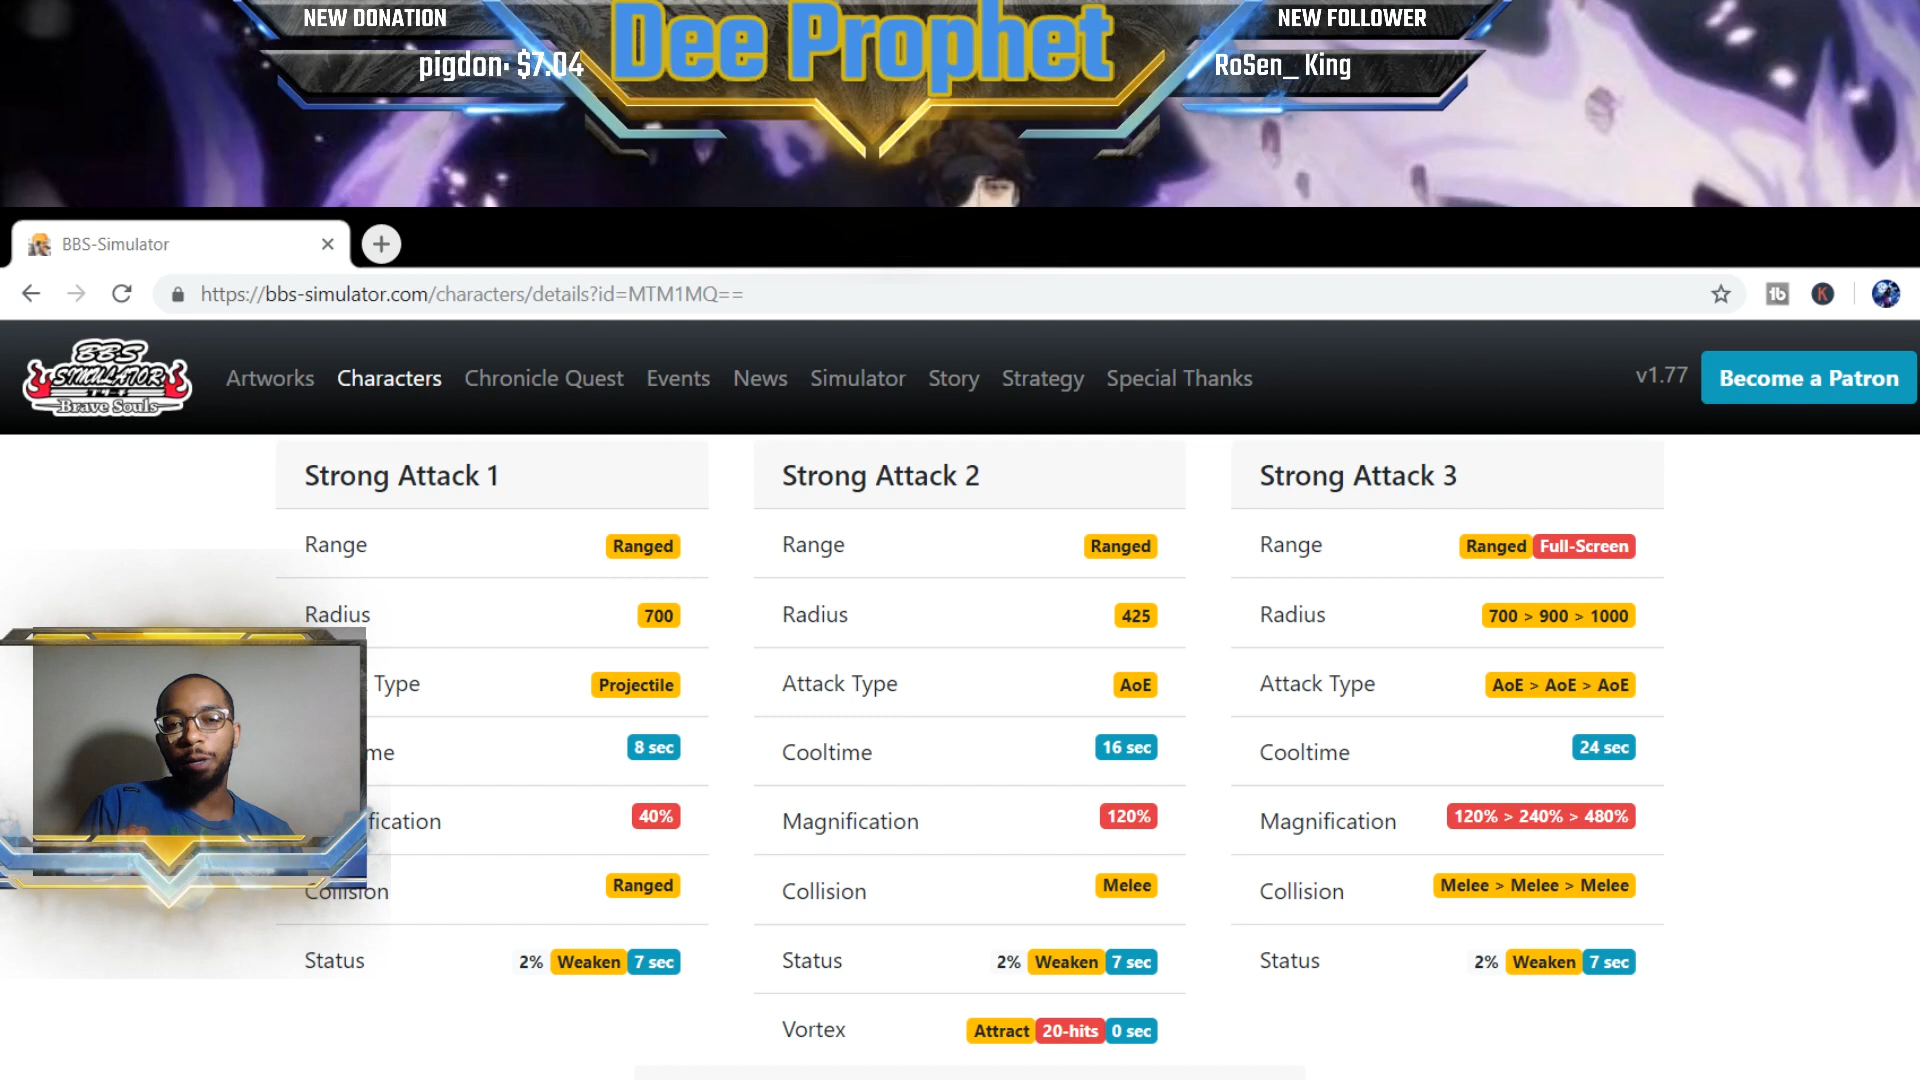 NEW DONATION
Dee Prophet
NEW FOLLOWER
pigdon· $7.04
RoSen_ King
BBS-Simulator
https://bbs-simulator.com/characters/details?id=MTM1MQ==
BBS
SIMULATOR
Brave Souls
Artworks Characters Chronicle Quest Events News Simulator Story Strategy Special Thanks
v1.77
Become a Patron
Strong Attack 1
Range Ranged
Radius 700
Type Projectile
me 8 sec
fication 40%
Collision Ranged
Status 2% Weaken 7 sec
Strong Attack 2
Range Ranged
Radius 425
Attack Type AoE
Cooltime 16 sec
Magnification 120%
Collision Melee
Status 2% Weaken 7 sec
Vortex Attract 20-hits 0 sec
Strong Attack 3
Range Ranged Full-Screen
Radius 700 > 900 > 1000
Attack Type AoE > AoE > AoE
Cooltime 24 sec
Magnification 120% > 240% > 480%
Collision Melee > Melee > Melee
Status 2% Weaken 7 sec